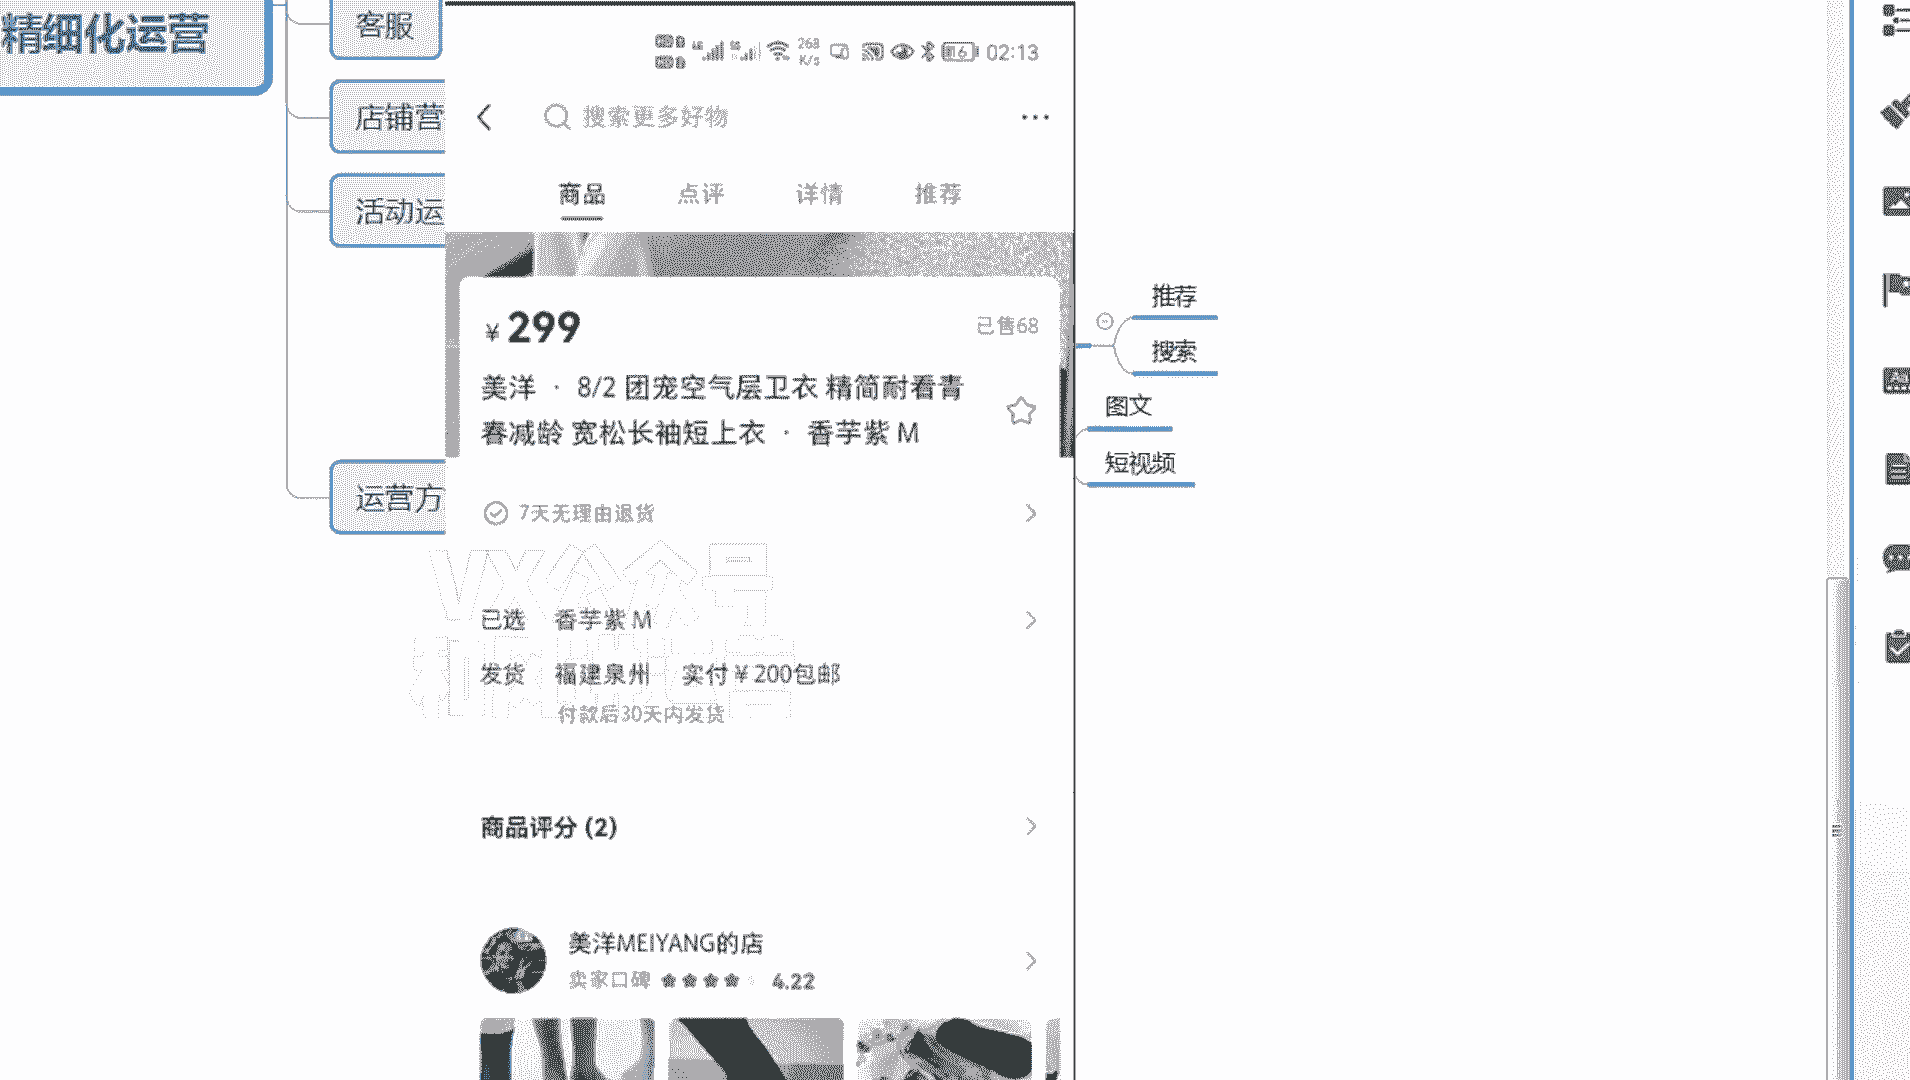 精细化运营
客服
店铺营
活动运
运营方
268
K/s
16
02:13
搜索更多好物
商品
点评
详情
推荐
¥299
已售68
美洋 · 8/2 团宠空气层卫衣 精简耐看青
春减龄 宽松长袖短上衣 · 香芋紫 M
7天无理由退货
VX公众号
已选 香芋紫 M
发货 福建泉州 实付¥200包邮
付款后30天内发货
商品评分 (2)
美洋MEIYANG的店
卖家口碑 4.22
推荐
搜索
图文
短视频